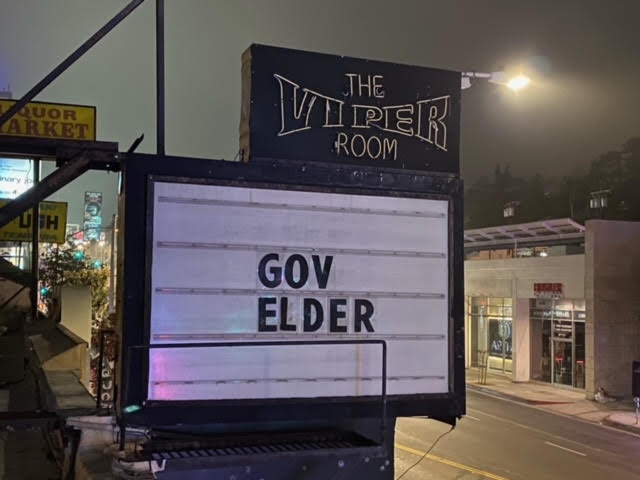 THE
VIPER
ROOM
GOV
ELDER
LIQUOR
MARKET